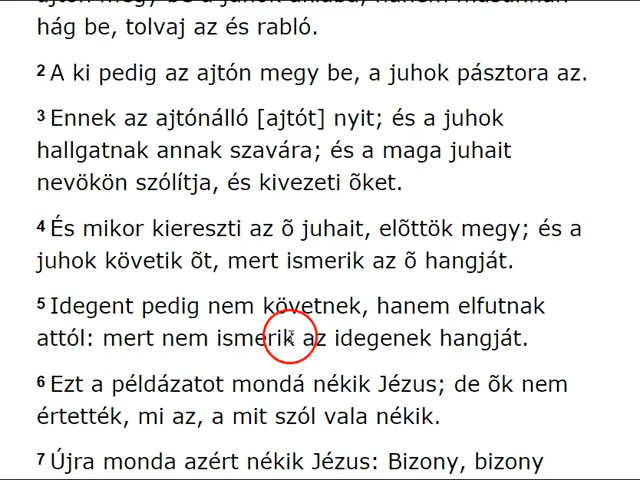 hág be, tolvaj az és rabló.
2 A ki pedig az ajtón megy be, a juhok pásztora az.
3 Ennek az ajtónálló [ajtót] nyit; és a juhok
hallgatnak annak szavára; és a maga juhait
nevökön szólítja, és kivezeti õket.
4 És mikor kiereszti az õ juhait, elõttök megy; és a
juhok követik õt, mert ismerik az õ hangját.
5 Idegent pedig nem követnek, hanem elfutnak
attól: mert nem ismerik az idegenek hangját.
6 Ezt a példázatot mondá nékik Jézus; de õk nem
értették, mi az, a mit szól vala nékik.
7 Újra monda azért nékik Jézus: Bizony, bizony